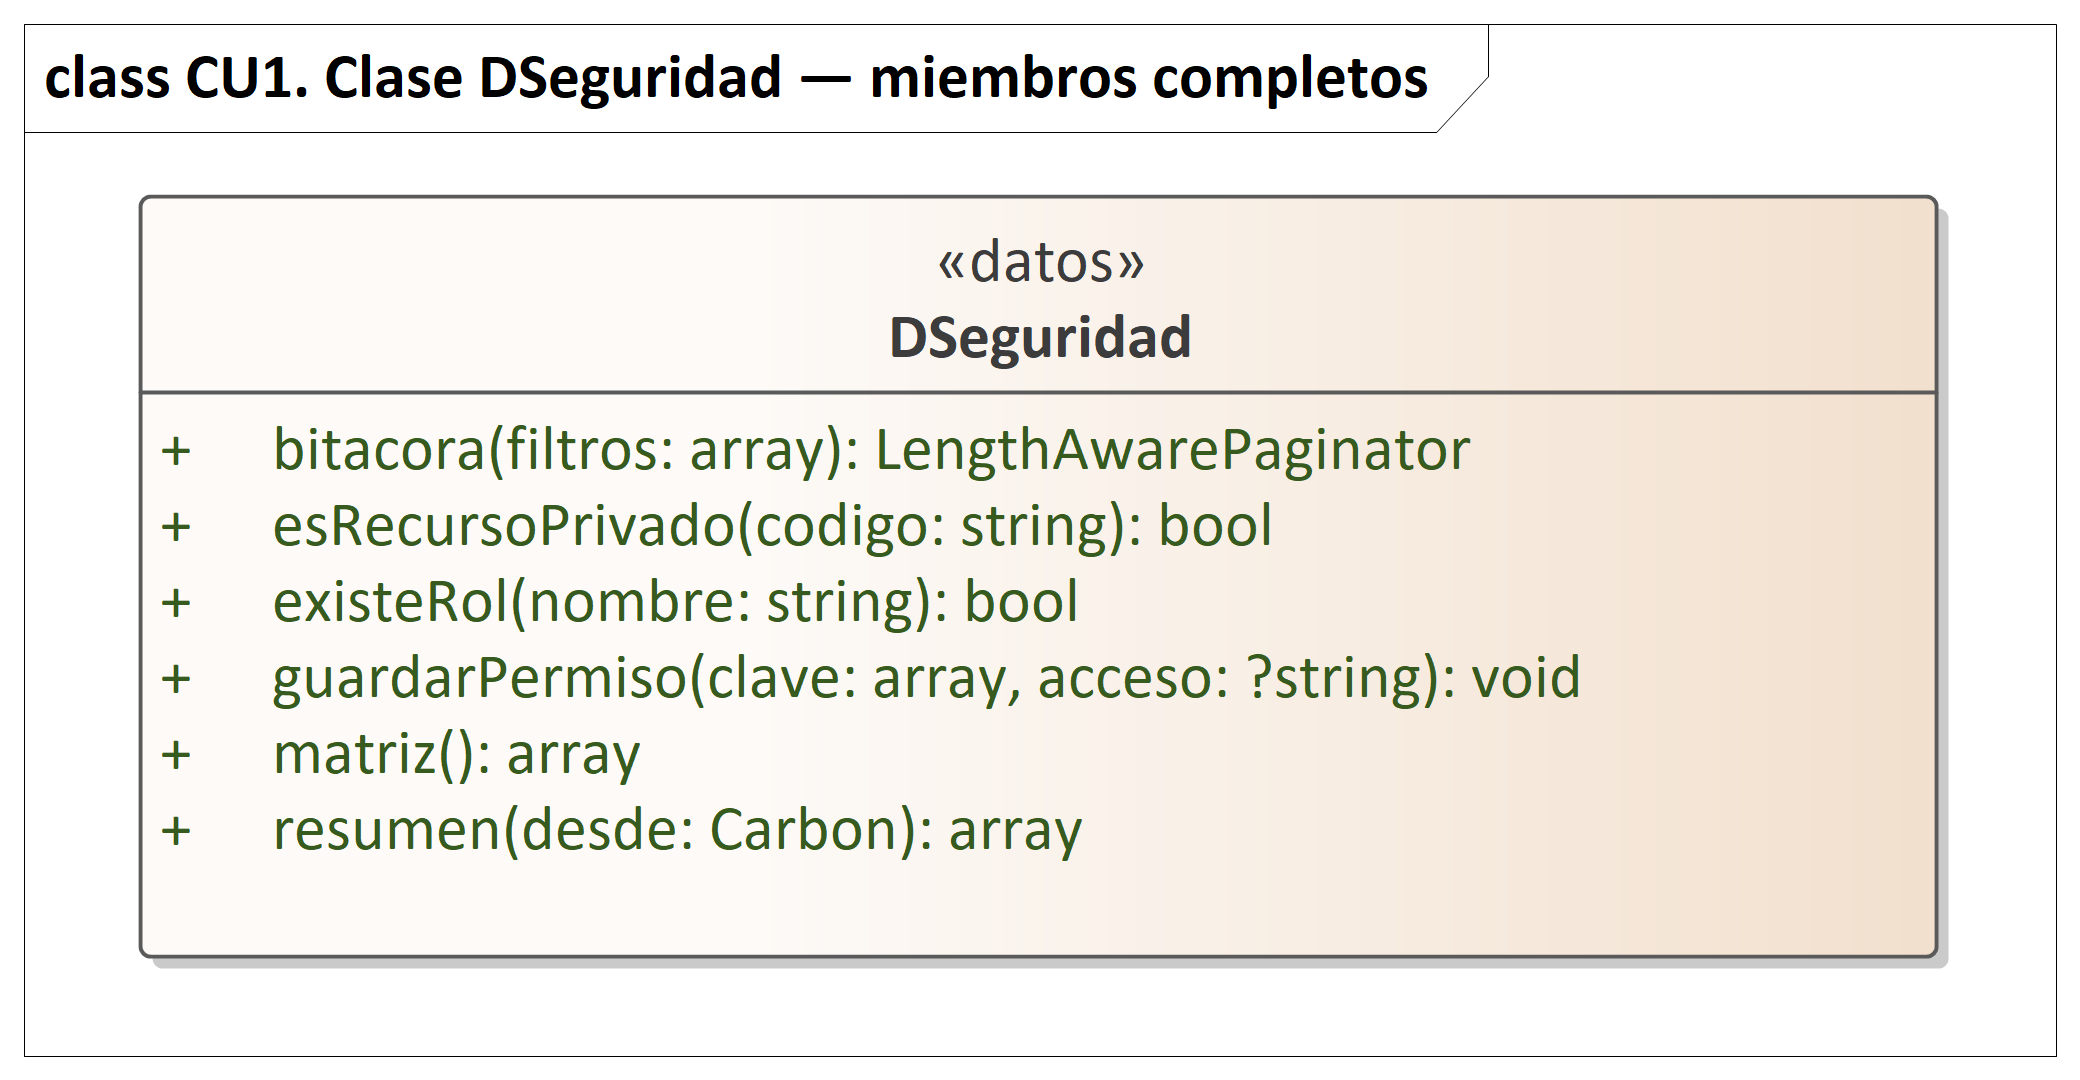 class CU1. Clase DSeguridad — miembros completos
«datos»
DSeguridad
+ bitacora(filtros: array): LengthAwarePaginator
+ esRecursoPrivado(codigo: string): bool
+ existeRol(nombre: string): bool
+ guardarPermiso(clave: array, acceso: ?string): void
+ matriz(): array
+ resumen(desde: Carbon): array